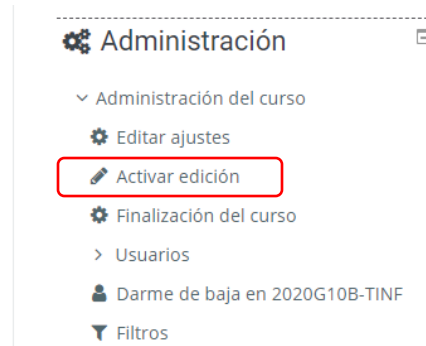 Administración
Administración del curso
Editar ajustes
Activar edición
Finalización del curso
Usuarios
Darme de baja en 2020G10B-TINF
Filtros